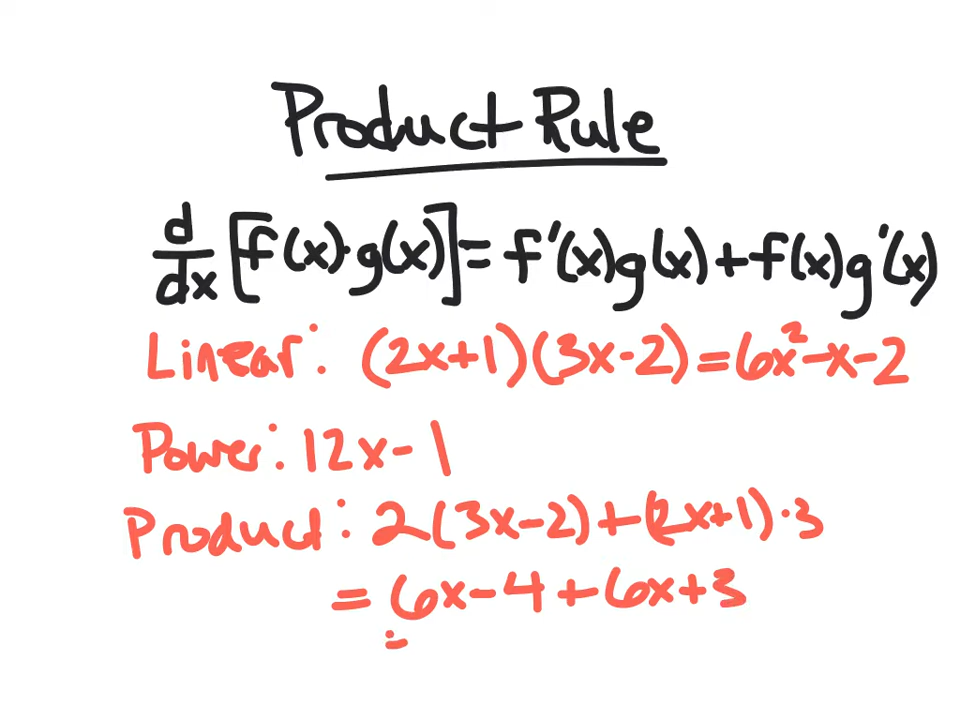 Product Rule
d/dx [f(x)·g(x)] = f'(x)g(x) + f(x)g'(x)
Linear: (2x+1)(3x-2) = 6x²-x-2
Power: 12x-1
Product: 2(3x-2)+(2x+1)·3
= 6x-4+6x+3
=